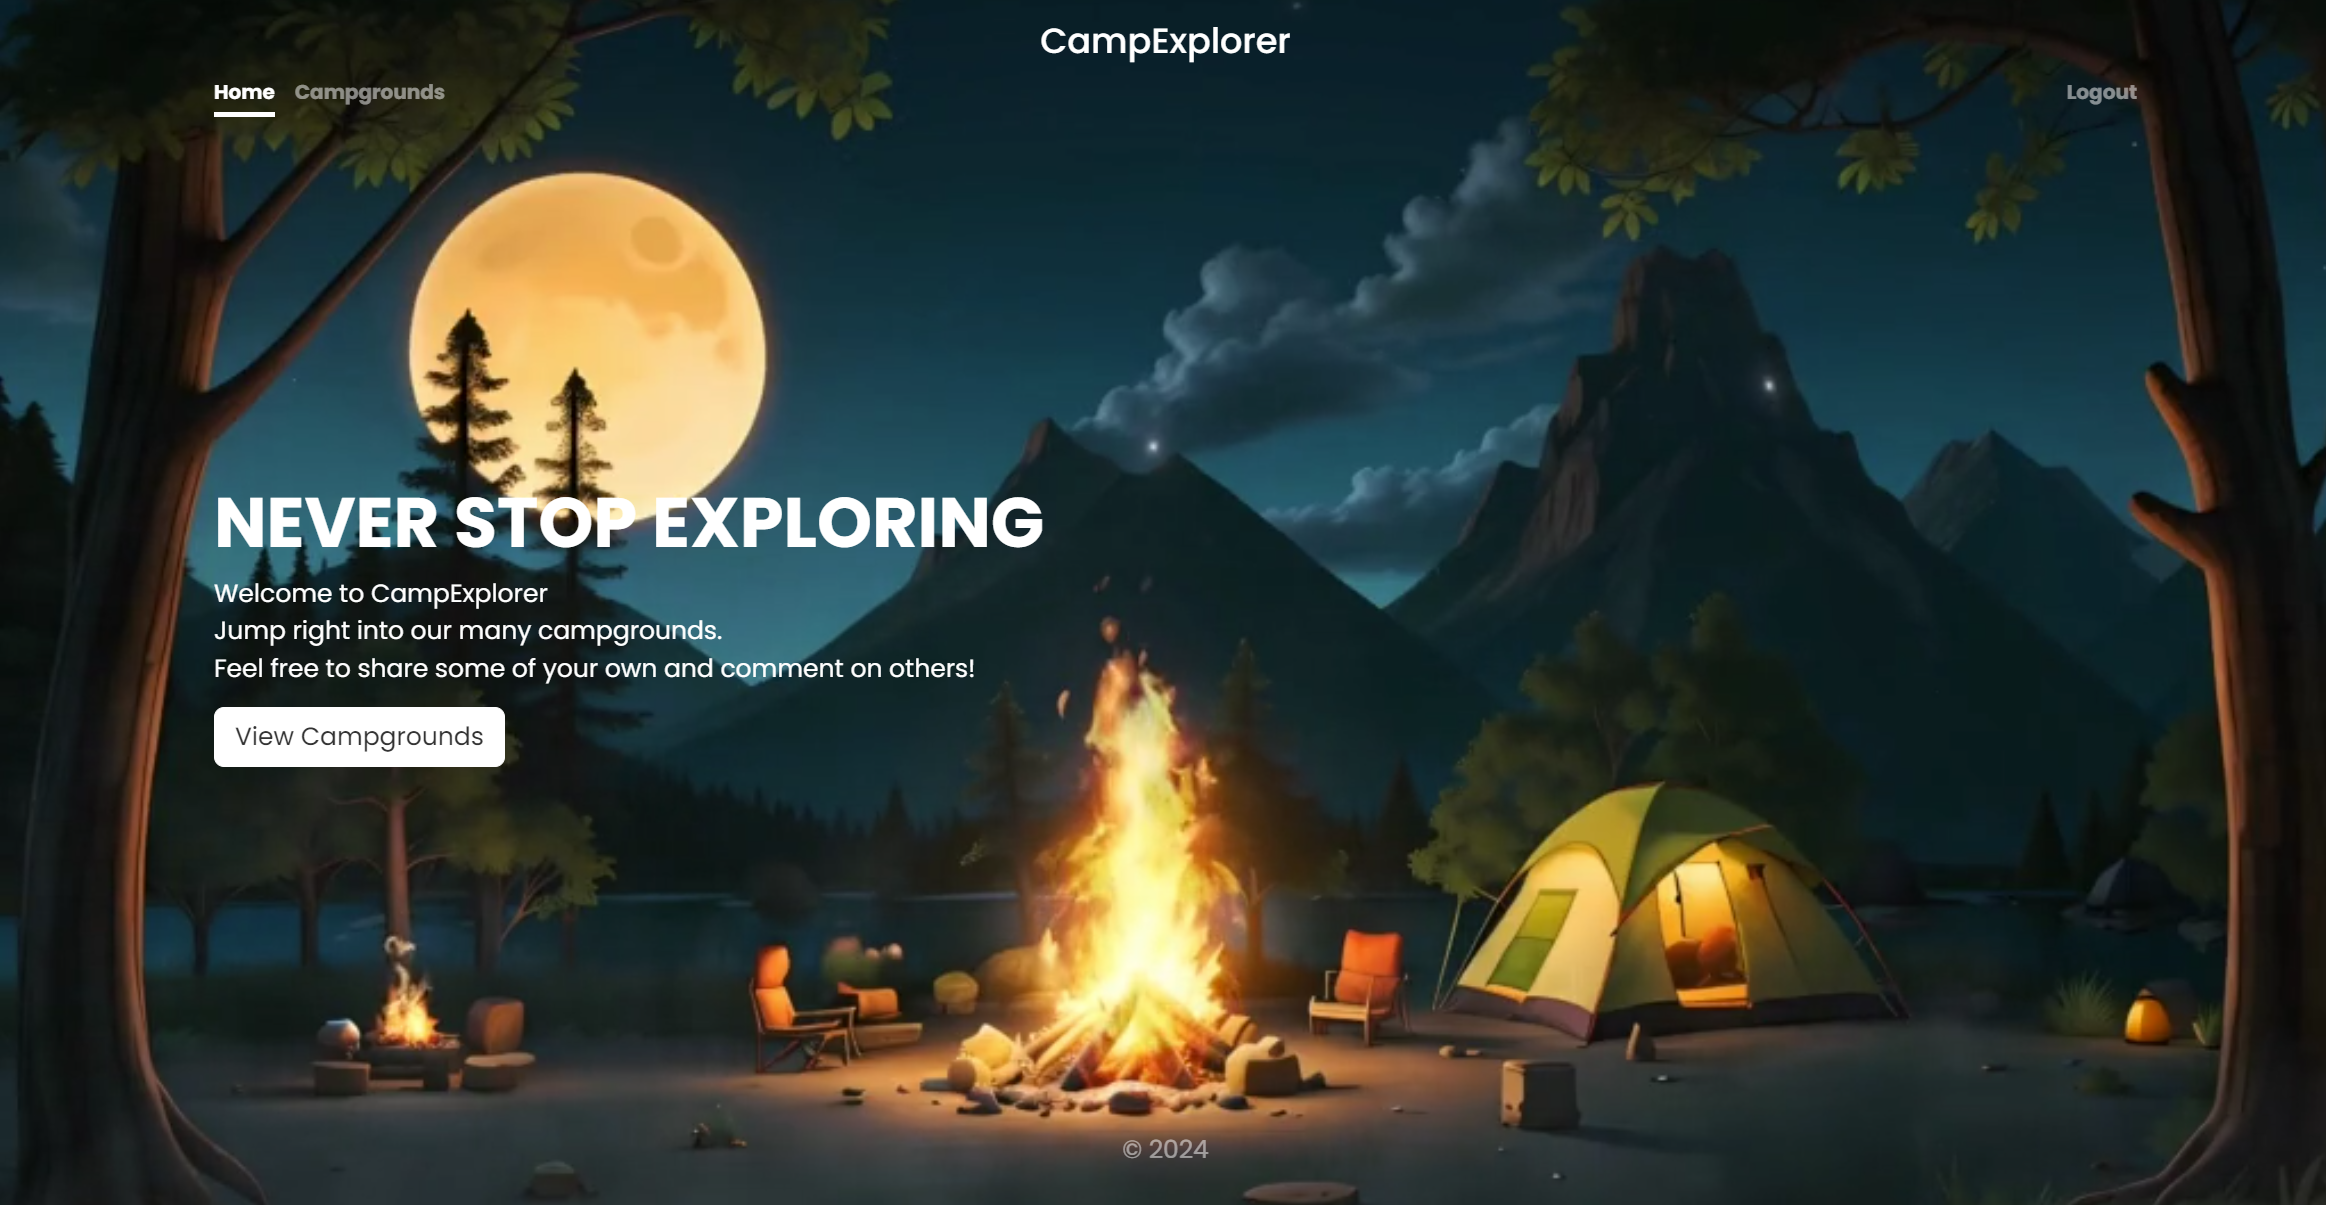 CampExplorer
Home Campgrounds Logout
NEVER STOP EXPLORING
Welcome to CampExplorer
Jump right into our many campgrounds.
Feel free to share some of your own and comment on others!
View Campgrounds
© 2024